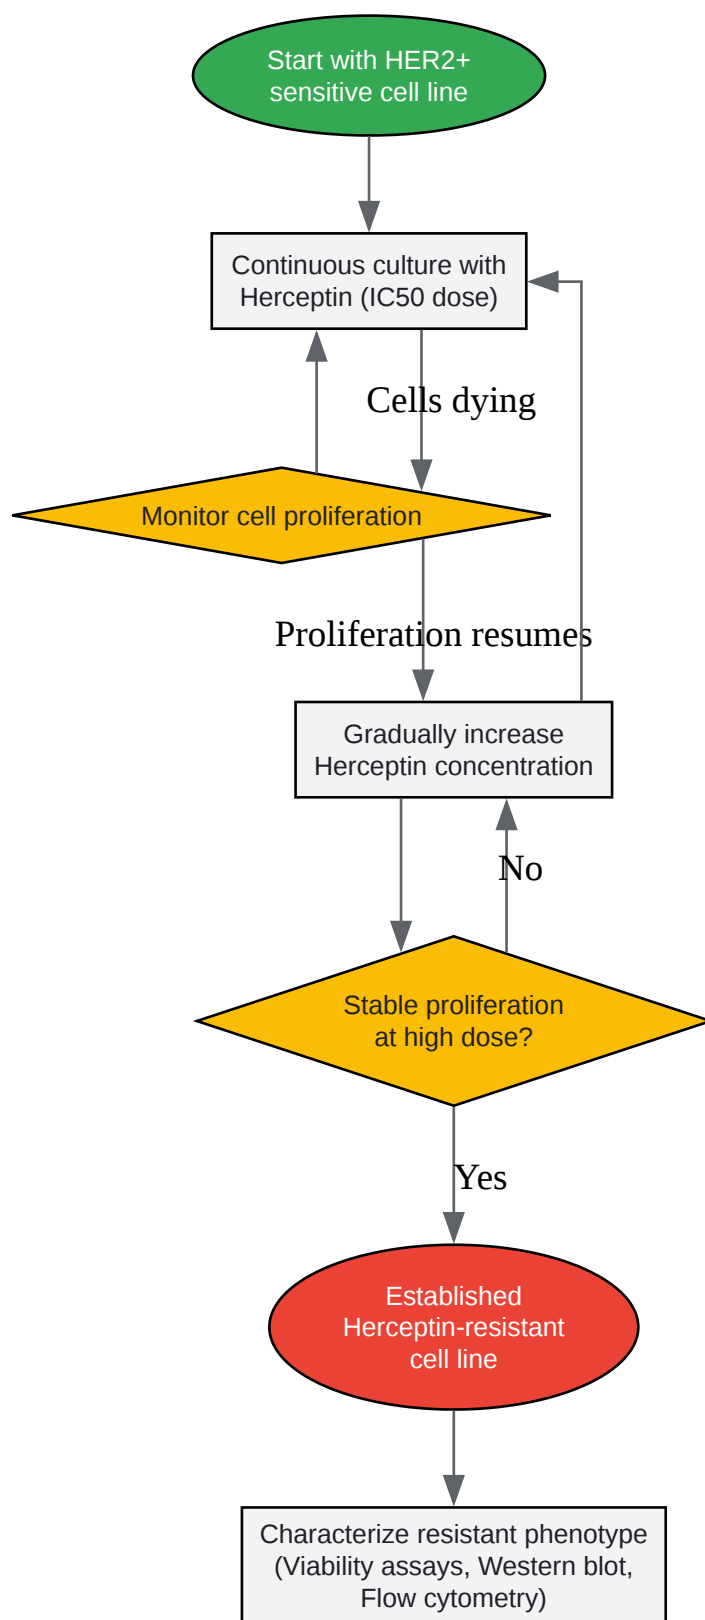 Start with HER2+
sensitive cell line
Continuous culture with
Herceptin (IC50 dose)
Cells dying
Monitor cell proliferation
Proliferation resumes
Gradually increase
Herceptin concentration
No
Stable proliferation
at high dose?
Yes
Established
Herceptin-resistant
cell line
Characterize resistant phenotype
(Viability assays, Western blot,
Flow cytometry)